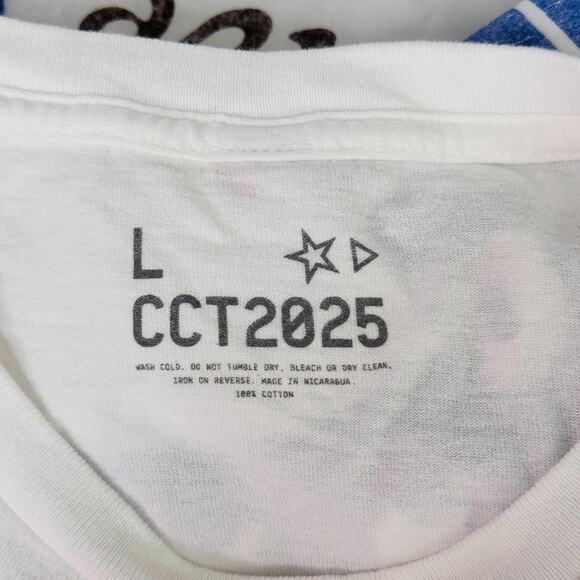 L
CCT2025
WASH COLD. DO NOT TUMBLE DRY, BLEACH OR DRY CLEAN.
IRON ON REVERSE. MADE IN NICARAGUA.
100% COTTON